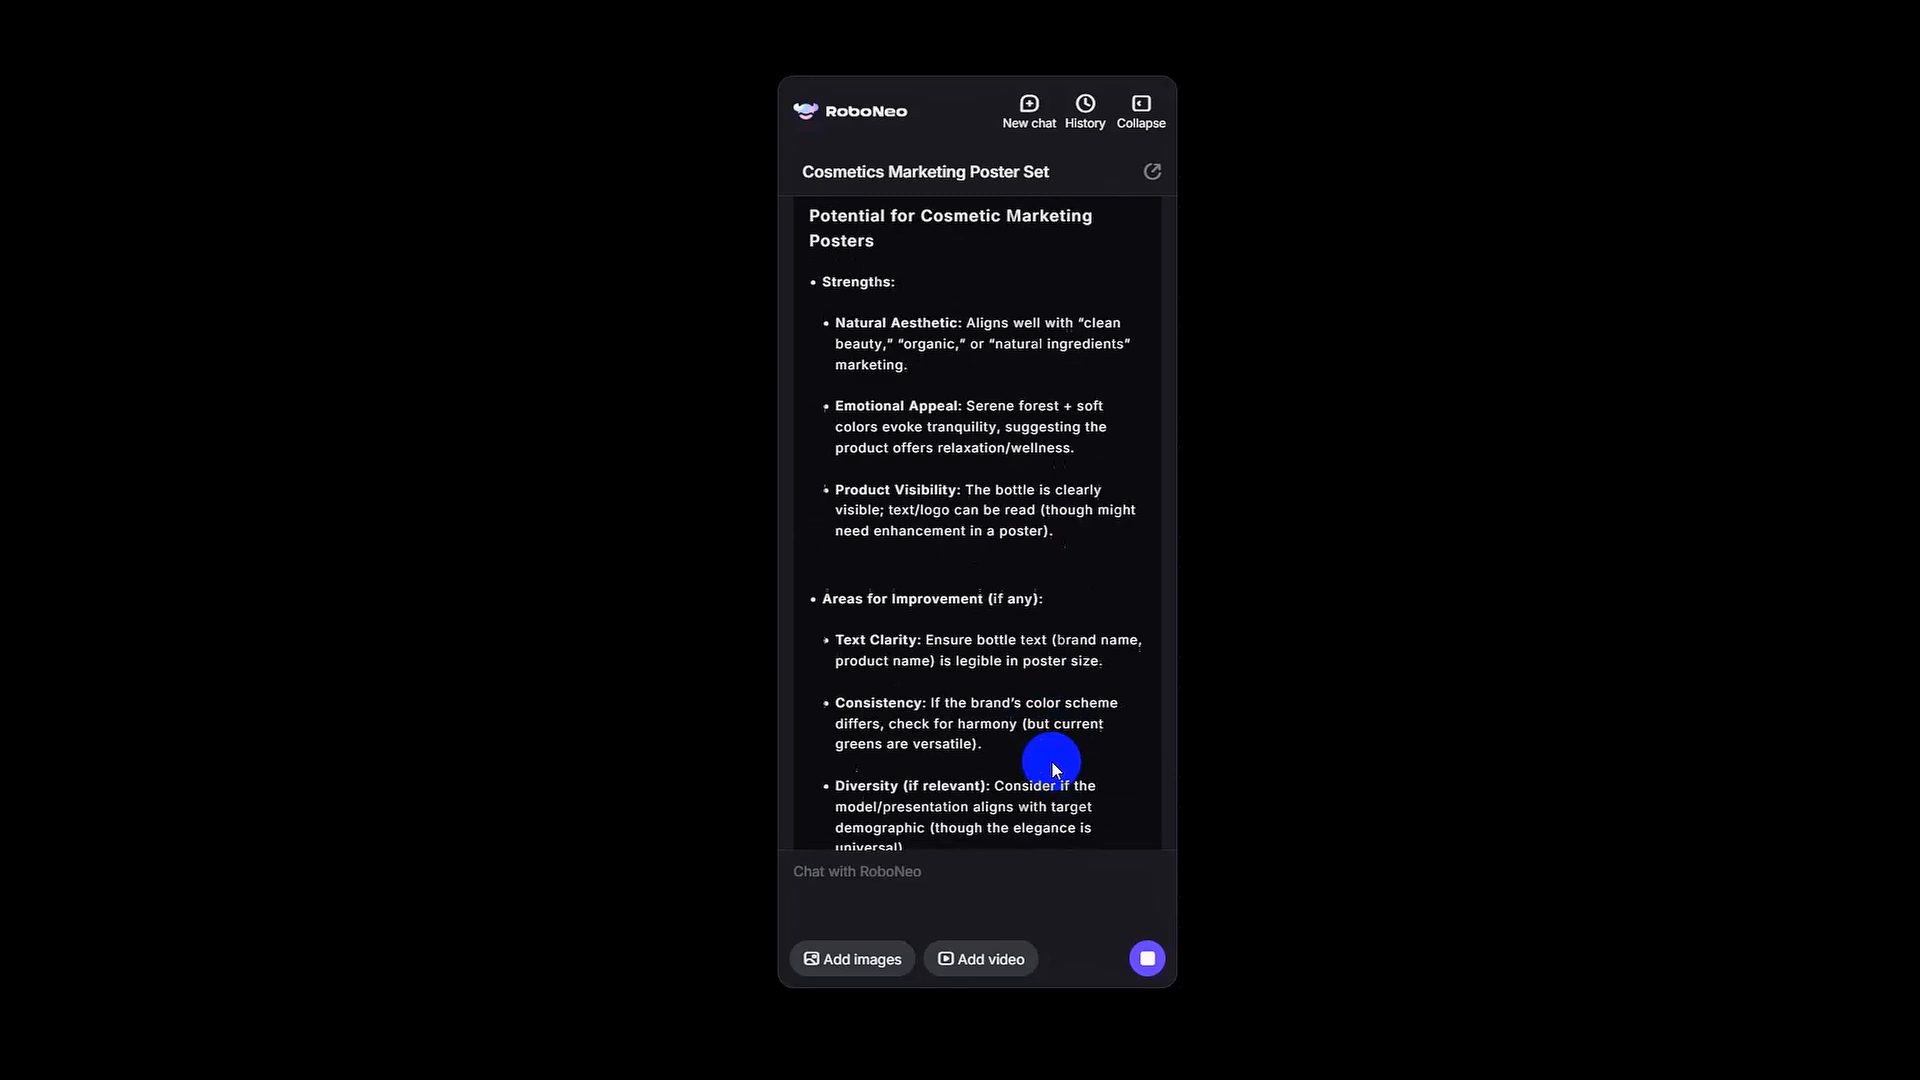 RoboNeo
New chat History Collapse
Cosmetics Marketing Poster Set
Potential for Cosmetic Marketing
Posters
• Strengths:
• Natural Aesthetic: Aligns well with “clean
beauty,” “organic,” or “natural ingredients”
marketing.
• Emotional Appeal: Serene forest + soft
colors evoke tranquility, suggesting the
product offers relaxation/wellness.
• Product Visibility: The bottle is clearly
visible; text/logo can be read (though might
need enhancement in a poster).
• Areas for Improvement (if any):
• Text Clarity: Ensure bottle text (brand name,
product name) is legible in poster size.
• Consistency: If the brand’s color scheme
differs, check for harmony (but current
greens are versatile).
• Diversity (if relevant): Consider if the
model/presentation aligns with target
demographic (though the elegance is
universal)
Chat with RoboNeo
Add images Add video